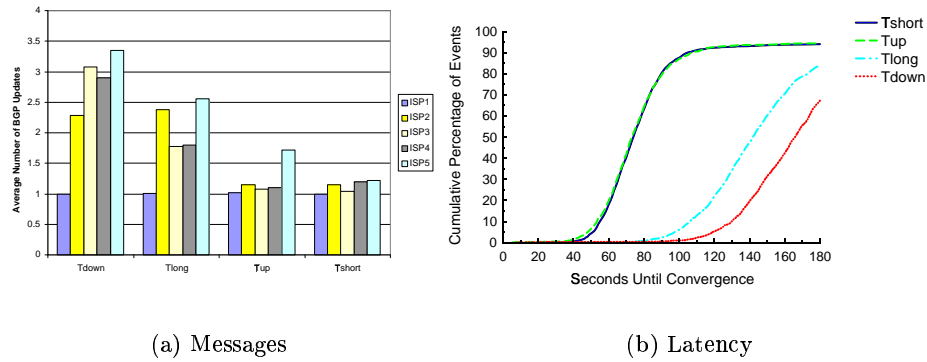 4
3.5
3
2.5
2
1.5
1
0.5
0
Average Number of BGP Updates
Tdown
Tlong
Tup
Tshort
ISP1
ISP2
ISP3
ISP4
ISP5
(a) Messages
100
90
80
70
60
50
40
30
20
10
0
Cumulative Percentage of Events
0 20 40 60 80 100 120 140 160 180
Seconds Until Convergence
Tshort
Tup
Tlong
Tdown
(b) Latency